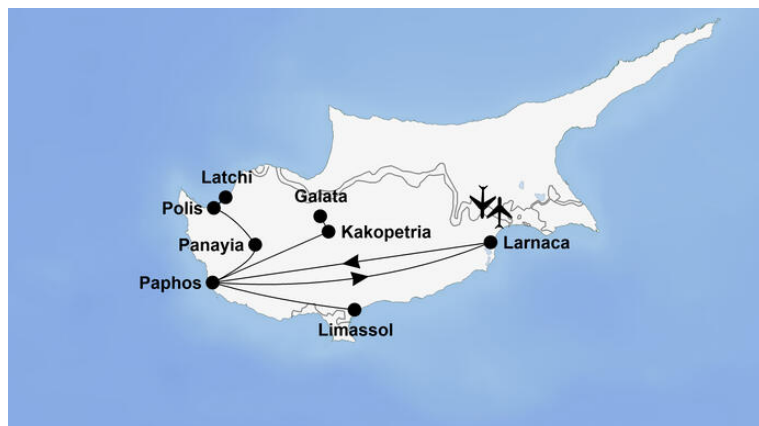 Latchi
Galata
Polis
Kakopetria
Panayia
Larnaca
Paphos
Limassol